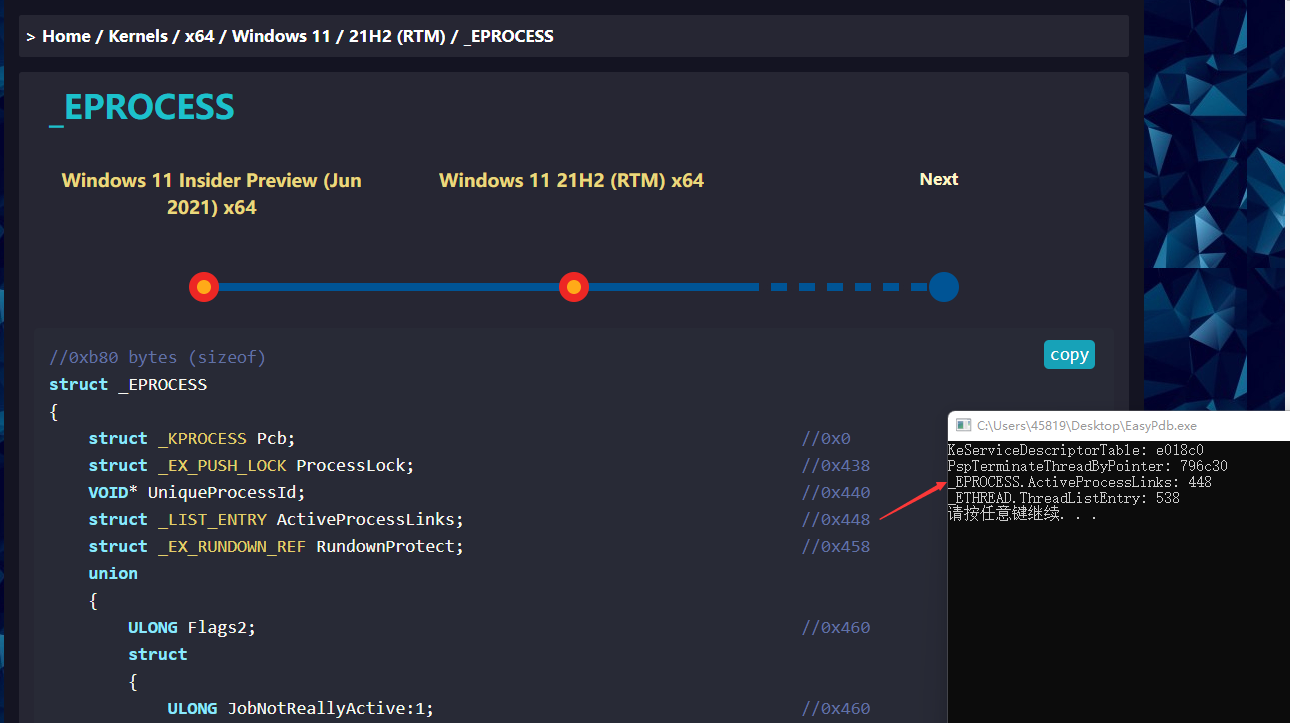 > Home / Kernels / x64 / Windows 11 / 21H2 (RTM) / _EPROCESS
_EPROCESS
Windows 11 Insider Preview (Jun
2021) x64
Windows 11 21H2 (RTM) x64
Next
//0xb80 bytes (sizeof)
copy
struct _EPROCESS
{
    struct _KPROCESS Pcb; //0x0
    struct _EX_PUSH_LOCK ProcessLock; //0x438
    VOID* UniqueProcessId; //0x440
    struct _LIST_ENTRY ActiveProcessLinks; //0x448
    struct _EX_RUNDOWN_REF RundownProtect; //0x458
    union
    {
        ULONG Flags2; //0x460
        struct
        {
            ULONG JobNotReallyActive:1; //0x460
C:\Users\45819\Desktop\EasyPdb.exe
KeServiceDescriptorTable: e018c0
PspTerminateThreadByPointer: 796c30
_EPROCESS.ActiveProcessLinks: 448
_ETHREAD.ThreadListEntry: 538
请按任意键继续. . .